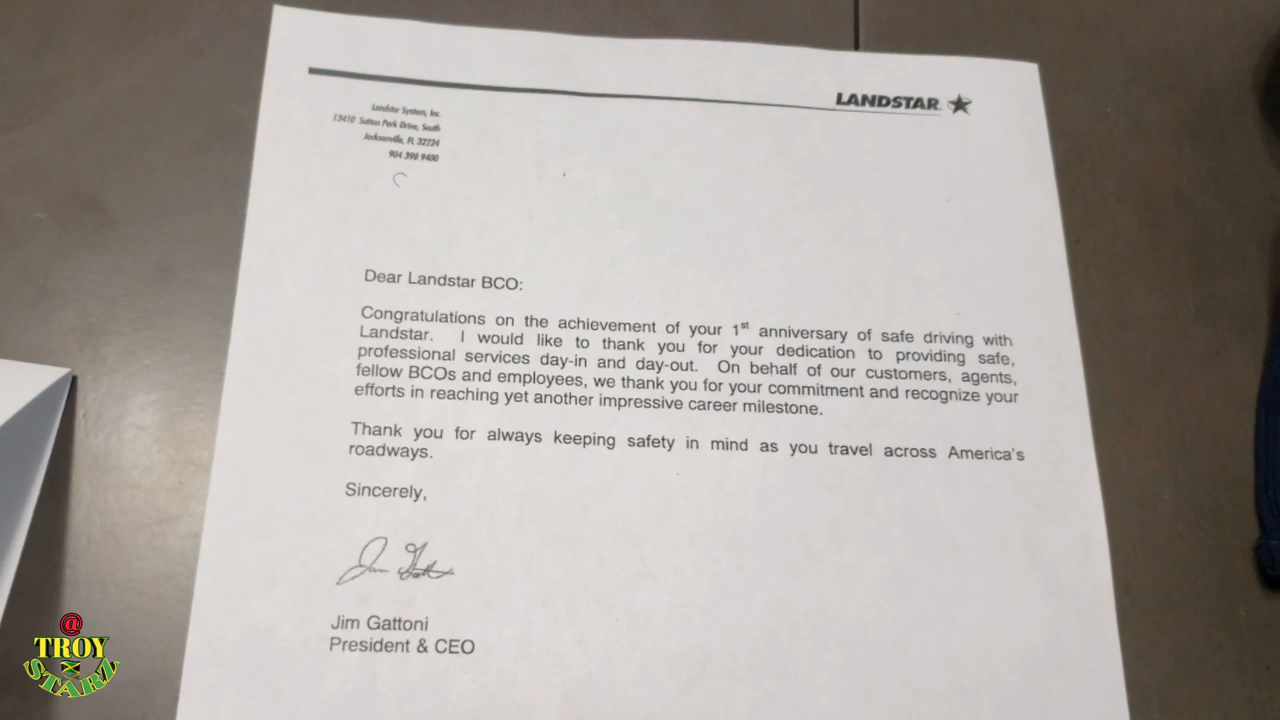 LANDSTAR
Landstar System, Inc.
13410 Sutton Park Drive, South
Jacksonville, FL 32224
904 398 9400
Dear Landstar BCO:
Congratulations on the achievement of your 1st anniversary of safe driving with
Landstar. I would like to thank you for your dedication to providing safe,
professional services day-in and day-out. On behalf of our customers, agents,
fellow BCOs and employees, we thank you for your commitment and recognize your
efforts in reaching yet another impressive career milestone.
Thank you for always keeping safety in mind as you travel across America's
roadways.
Sincerely,
Jim Gattoni
Jim Gattoni
President & CEO
@
TROY
STARZ